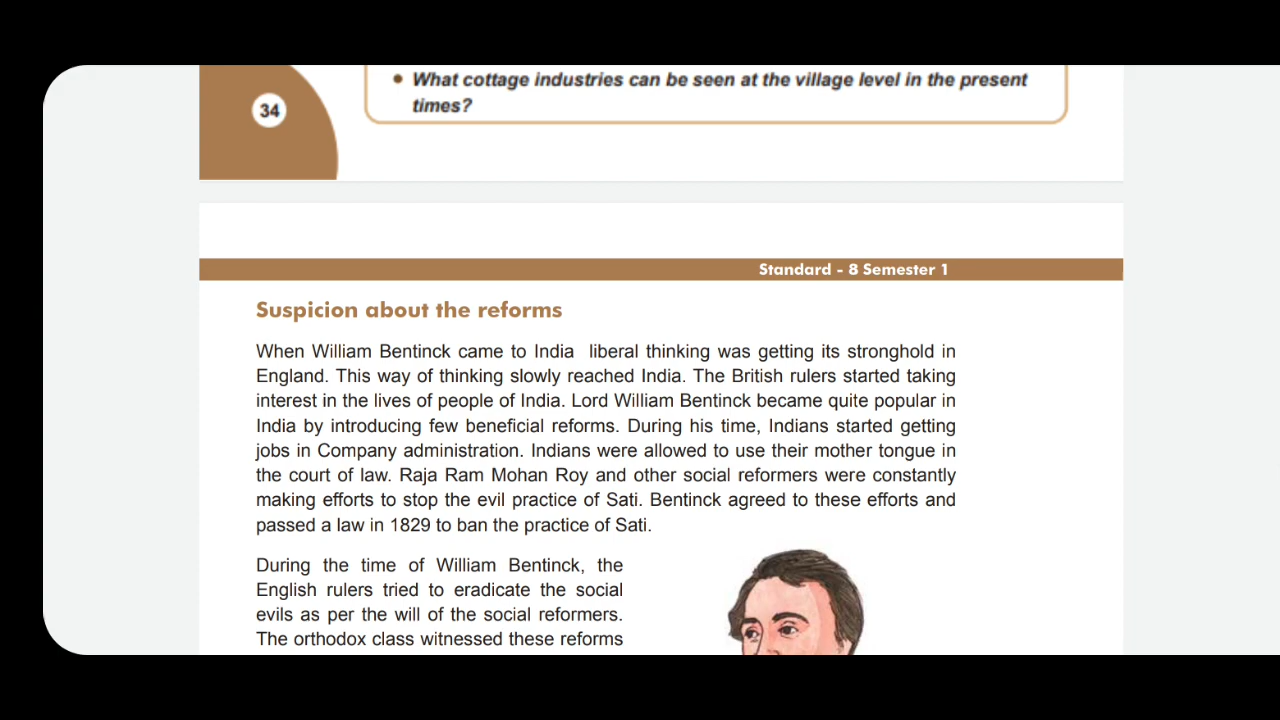 • What cottage industries can be seen at the village level in the present
times?
34
Standard - 8 Semester 1
Suspicion about the reforms
When William Bentinck came to India liberal thinking was getting its stronghold in
England. This way of thinking slowly reached India. The British rulers started taking
interest in the lives of people of India. Lord William Bentinck became quite popular in
India by introducing few beneficial reforms. During his time, Indians started getting
jobs in Company administration. Indians were allowed to use their mother tongue in
the court of law. Raja Ram Mohan Roy and other social reformers were constantly
making efforts to stop the evil practice of Sati. Bentinck agreed to these efforts and
passed a law in 1829 to ban the practice of Sati.
During the time of William Bentinck, the
English rulers tried to eradicate the social
evils as per the will of the social reformers.
The orthodox class witnessed these reforms